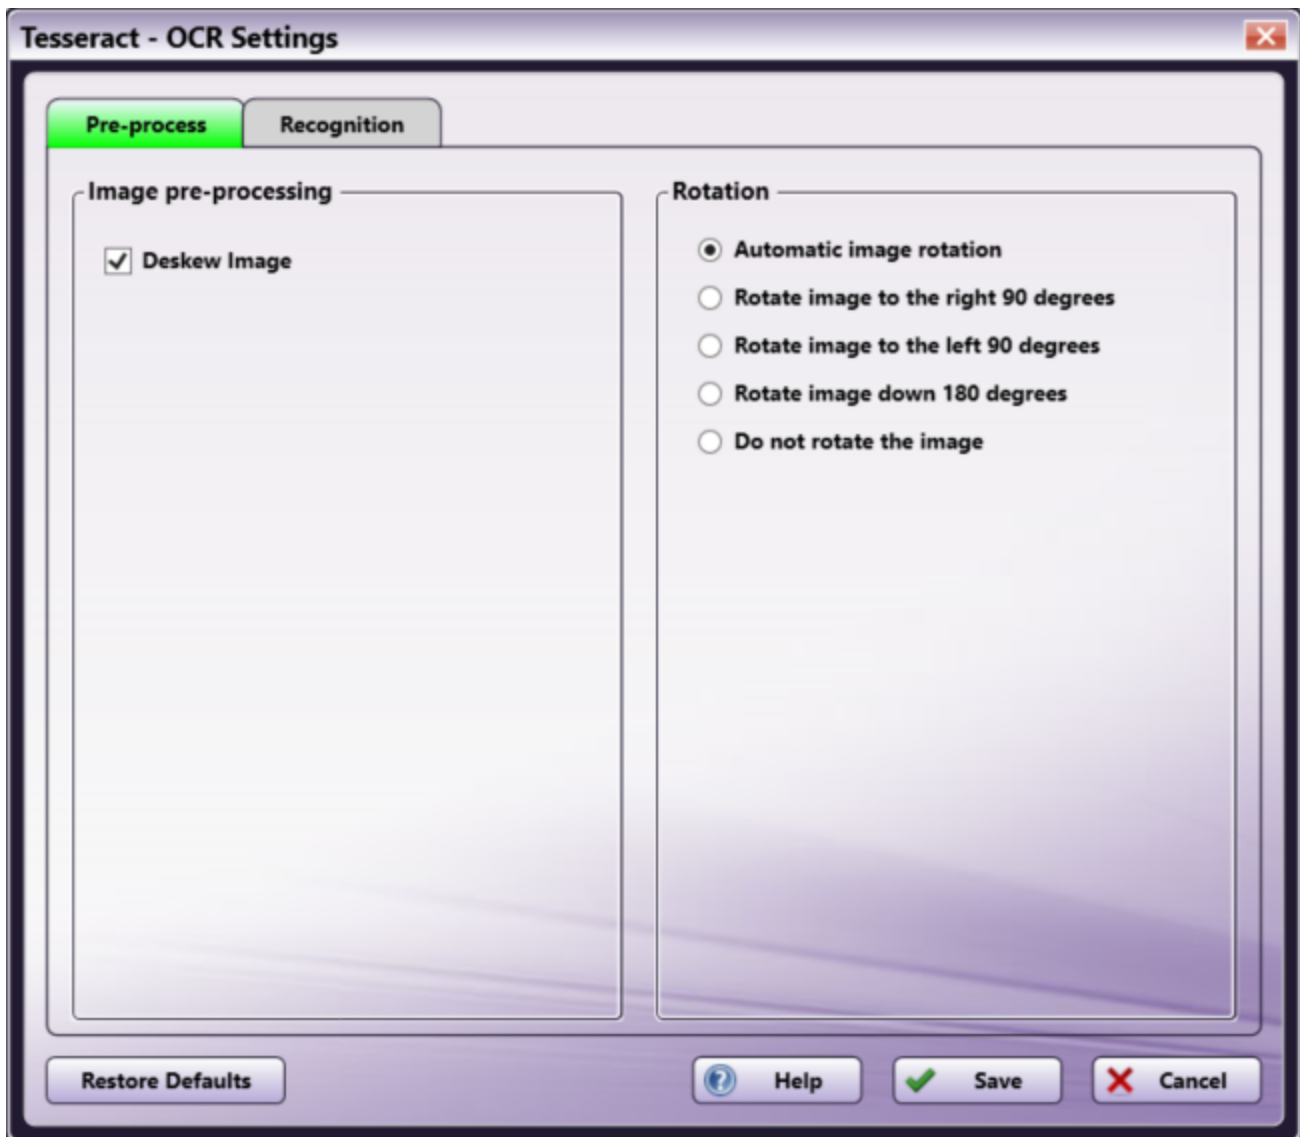 Tesseract - OCR Settings
Pre-process
Recognition
Image pre-processing
Deskew Image
Rotation
Automatic image rotation
Rotate image to the right 90 degrees
Rotate image to the left 90 degrees
Rotate image down 180 degrees
Do not rotate the image
Restore Defaults
Help
Save
Cancel